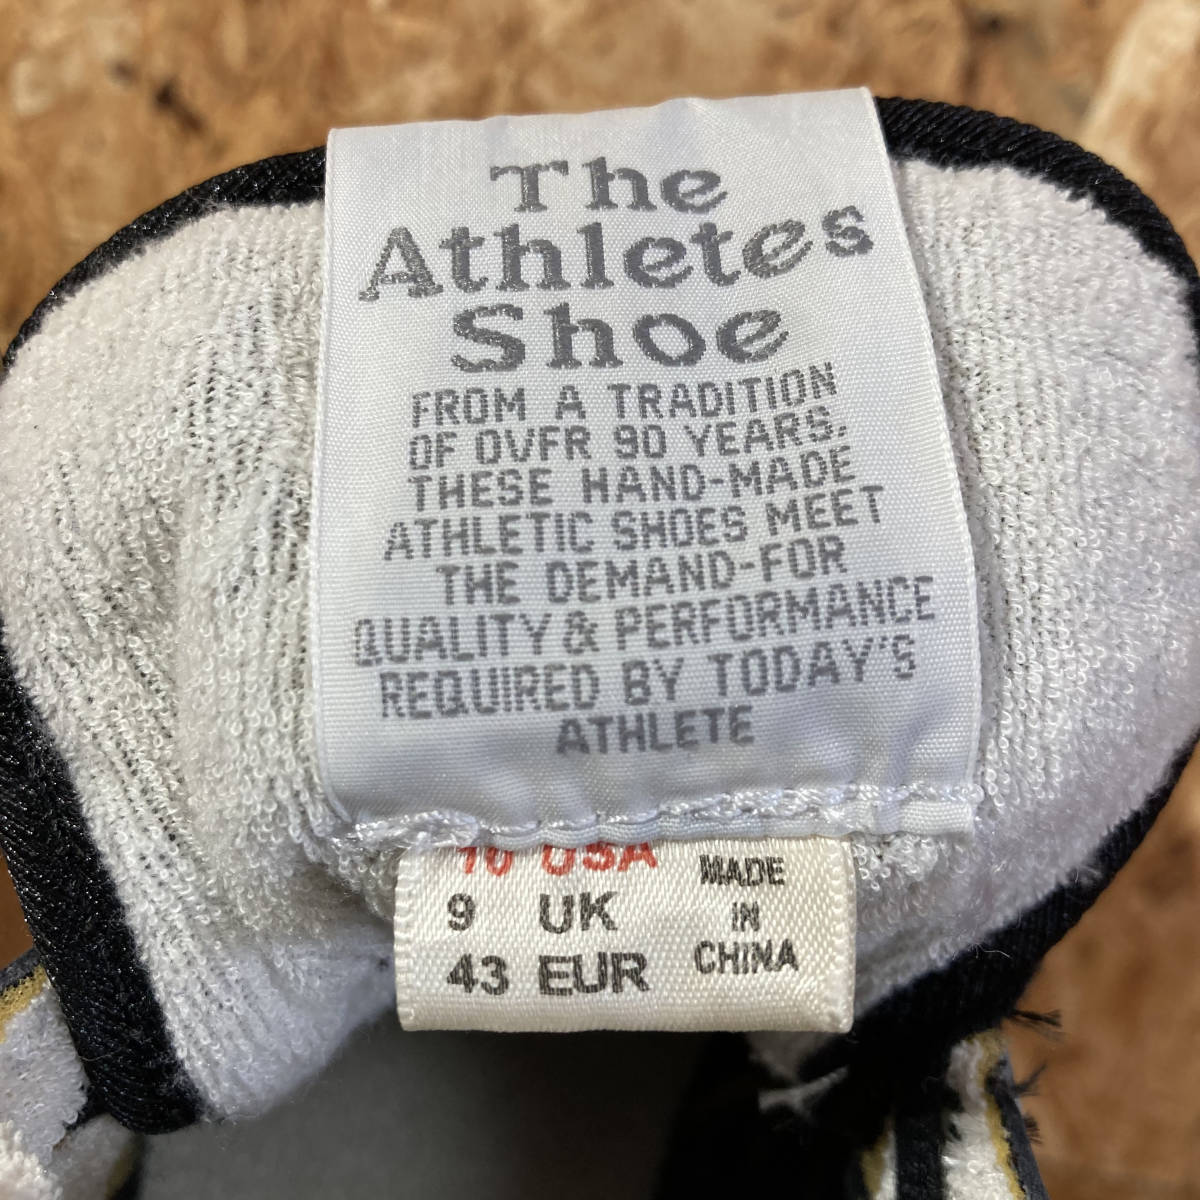 The
Athletes
Shoe
FROM A TRADITION
OF OVFR 90 YEARS.
THESE HAND-MADE
ATHLETIC SHOES MEET
THE DEMAND-FOR
QUALITY & PERFORMANCE
REQUIRED BY TODAY'S
ATHLETE
10 USA
9 UK
43 EUR
MADE
IN
CHINA